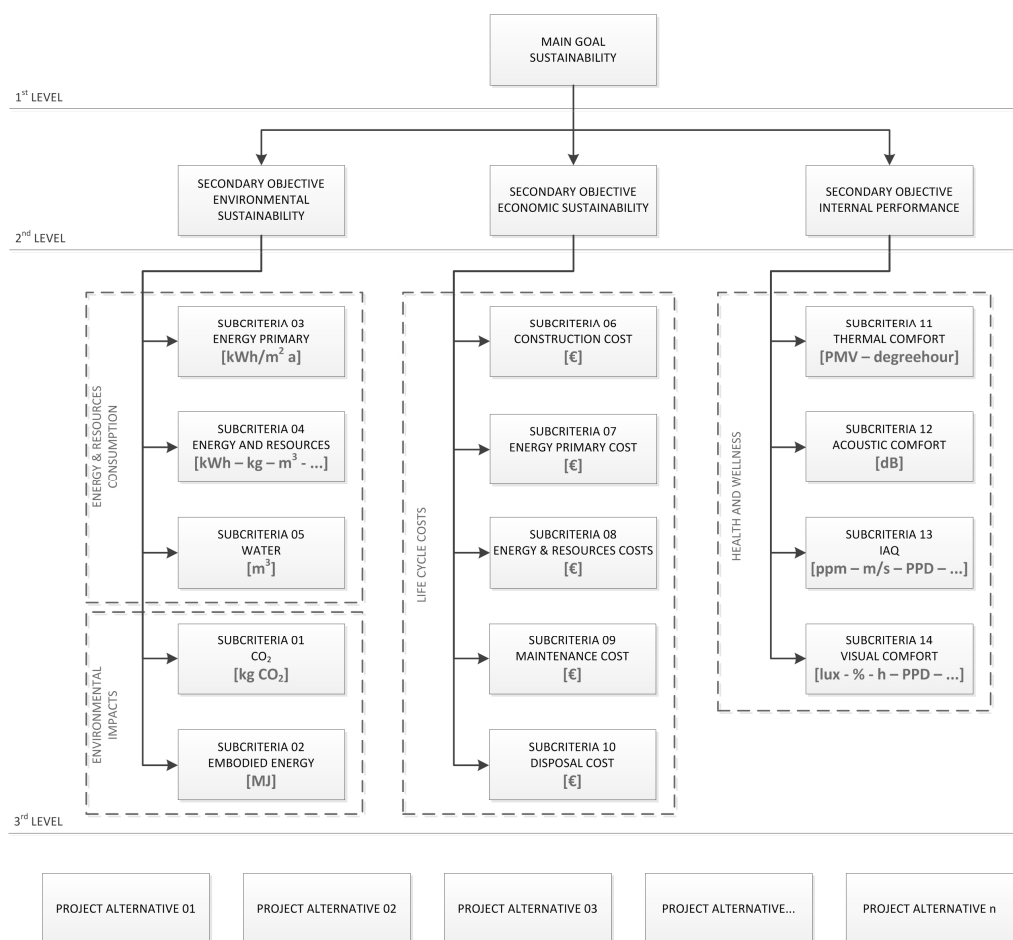 MAIN GOAL
SUSTAINABILITY
1st LEVEL
SECONDARY OBJECTIVE
ENVIRONMENTAL
SUSTAINABILITY
SECONDARY OBJECTIVE
ECONOMIC SUSTAINABILITY
SECONDARY OBJECTIVE
INTERNAL PERFORMANCE
2nd LEVEL
ENERGY & RESOURCES
CONSUMPTION
SUBCRITERIA 03
ENERGY PRIMARY
[kWh/m² a]
SUBCRITERIA 04
ENERGY AND RESOURCES
[kWh – kg – m³ - ...]
SUBCRITERIA 05
WATER
[m³]
ENVIRONMENTAL
IMPACTS
SUBCRITERIA 01
CO₂
[kg CO₂]
SUBCRITERIA 02
EMBODIED ENERGY
[MJ]
LIFE CYCLE COSTS
SUBCRITERIA 06
CONSTRUCTION COST
[€]
SUBCRITERIA 07
ENERGY PRIMARY COST
[€]
SUBCRITERIA 08
ENERGY & RESOURCES COSTS
[€]
SUBCRITERIA 09
MAINTENANCE COST
[€]
SUBCRITERIA 10
DISPOSAL COST
[€]
HEALTH AND WELLNESS
SUBCRITERIA 11
THERMAL COMFORT
[PMV – degreehour]
SUBCRITERIA 12
ACOUSTIC COMFORT
[dB]
SUBCRITERIA 13
IAQ
[ppm – m/s – PPD – ...]
SUBCRITERIA 14
VISUAL COMFORT
[lux - % - h – PPD – ...]
3rd LEVEL
PROJECT ALTERNATIVE 01
PROJECT ALTERNATIVE 02
PROJECT ALTERNATIVE 03
PROJECT ALTERNATIVE...
PROJECT ALTERNATIVE n